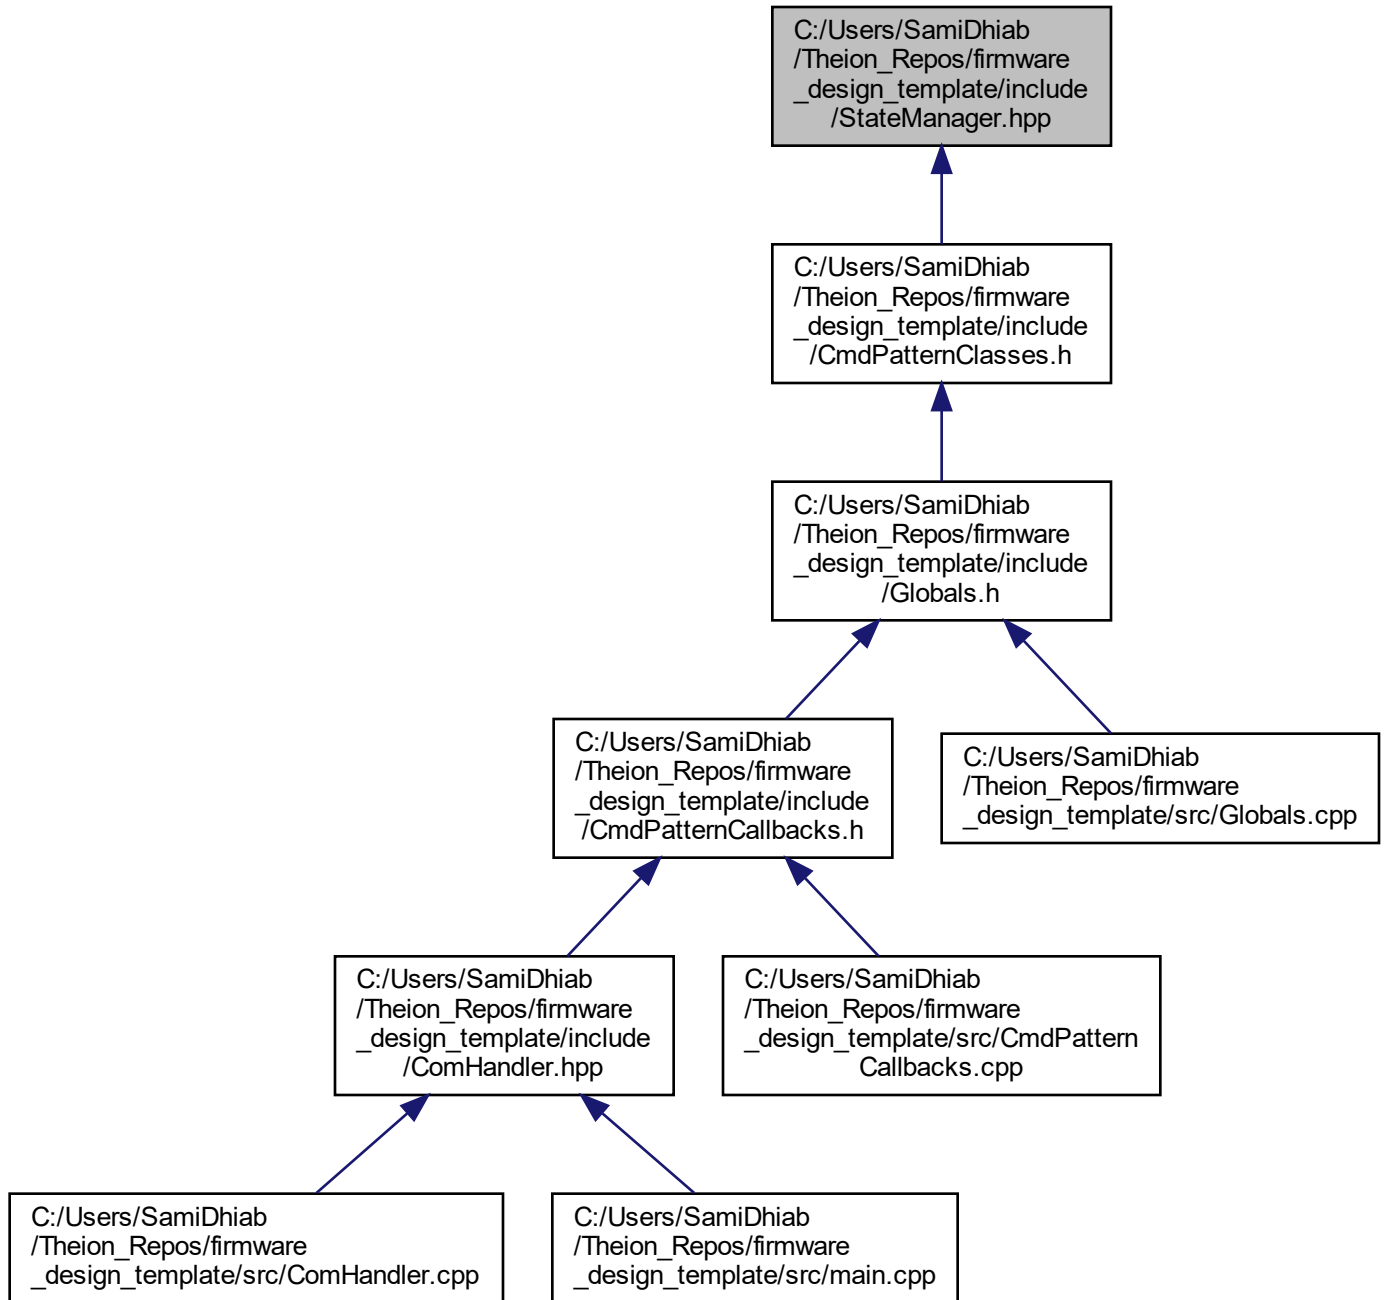 C:/Users/SamiDhiab
/Theion_Repos/firmware
_design_template/include
/StateManager.hpp
C:/Users/SamiDhiab
/Theion_Repos/firmware
_design_template/include
/CmdPatternClasses.h
C:/Users/SamiDhiab
/Theion_Repos/firmware
_design_template/include
/Globals.h
C:/Users/SamiDhiab
/Theion_Repos/firmware
_design_template/include
/CmdPatternCallbacks.h
C:/Users/SamiDhiab
/Theion_Repos/firmware
_design_template/src/Globals.cpp
C:/Users/SamiDhiab
/Theion_Repos/firmware
_design_template/include
/ComHandler.hpp
C:/Users/SamiDhiab
/Theion_Repos/firmware
_design_template/src/CmdPattern
Callbacks.cpp
C:/Users/SamiDhiab
/Theion_Repos/firmware
_design_template/src/ComHandler.cpp
C:/Users/SamiDhiab
/Theion_Repos/firmware
_design_template/src/main.cpp